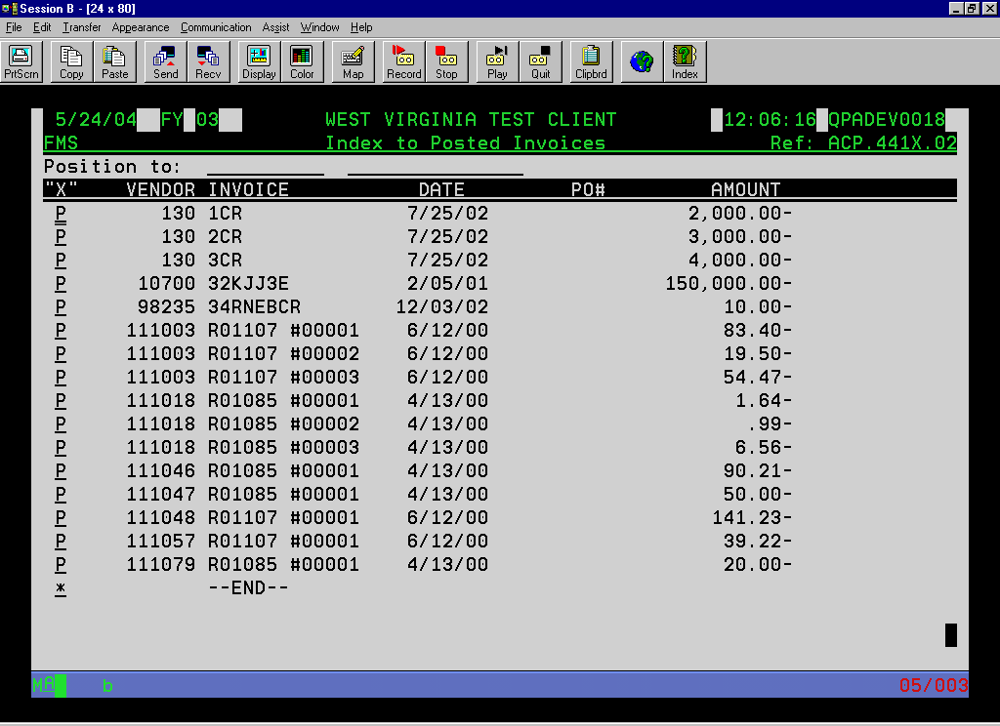 Session B - [24 x 80]
File Edit Transfer Appearance Communication Assist Window Help
PrtScrn Copy Paste Send Recv Display Color Map Record Stop Play Quit Clipbrd Index
5/24/04 FY 03 WEST VIRGINIA TEST CLIENT 12:06:16 QPADEV0018
FMS Index to Posted Invoices Ref: ACP.441X.02
Position to:
"X" VENDOR INVOICE DATE PO# AMOUNT
P 130 1CR 7/25/02 2,000.00-
P 130 2CR 7/25/02 3,000.00-
P 130 3CR 7/25/02 4,000.00-
P 10700 32KJJ3E 2/05/01 150,000.00-
P 98235 34RNEBCR 12/03/02 10.00-
P 111003 R01107 #00001 6/12/00 83.40-
P 111003 R01107 #00002 6/12/00 19.50-
P 111003 R01107 #00003 6/12/00 54.47-
P 111018 R01085 #00001 4/13/00 1.64-
P 111018 R01085 #00002 4/13/00 .99-
P 111018 R01085 #00003 4/13/00 6.56-
P 111046 R01085 #00001 4/13/00 90.21-
P 111047 R01085 #00001 4/13/00 50.00-
P 111048 R01107 #00001 6/12/00 141.23-
P 111057 R01107 #00001 6/12/00 39.22-
P 111079 R01085 #00001 4/13/00 20.00-
* --END--
MA b 05/003